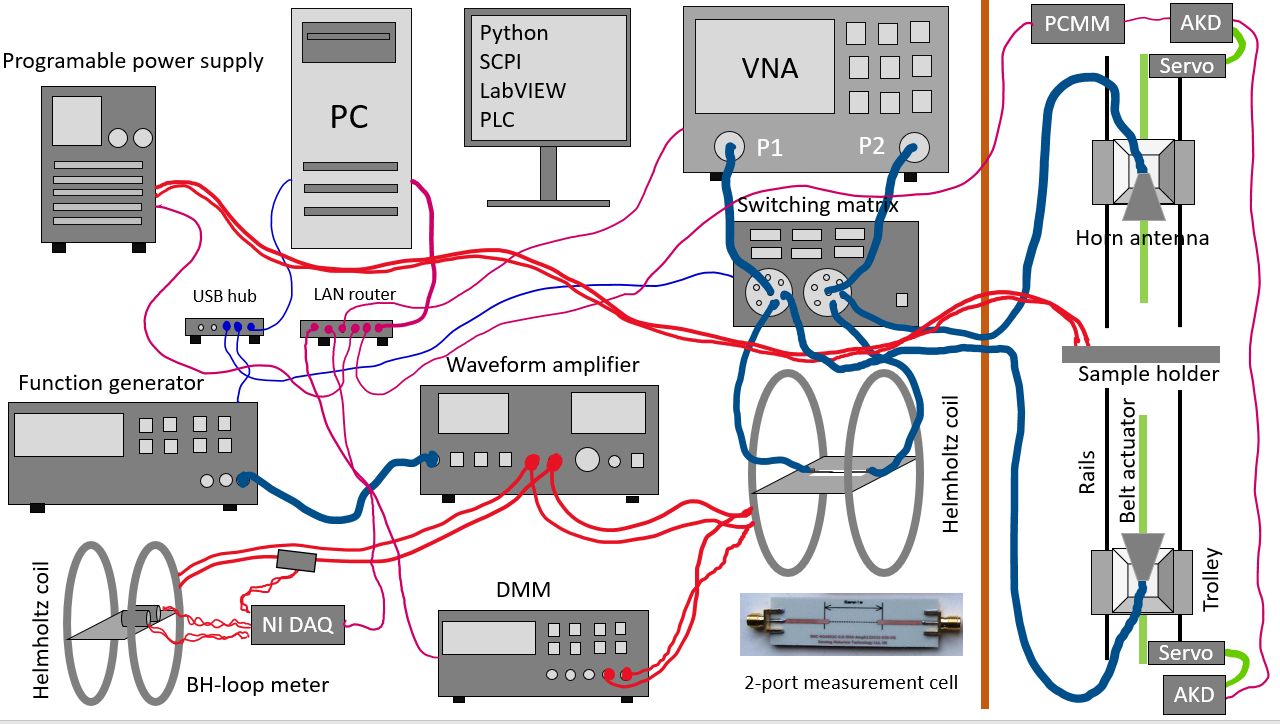 Programable power supply
PC
Python
SCPI
LabVIEW
PLC
VNA
P1
P2
PCMM
AKD
Servo
Switching matrix
Horn antenna
USB hub
LAN router
Sample holder
Function generator
Waveform amplifier
Helmholtz coil
Rails
Belt actuator
Trolley
Helmholtz coil
NI DAQ
BH-loop meter
DMM
2-port measurement cell
Servo
AKD